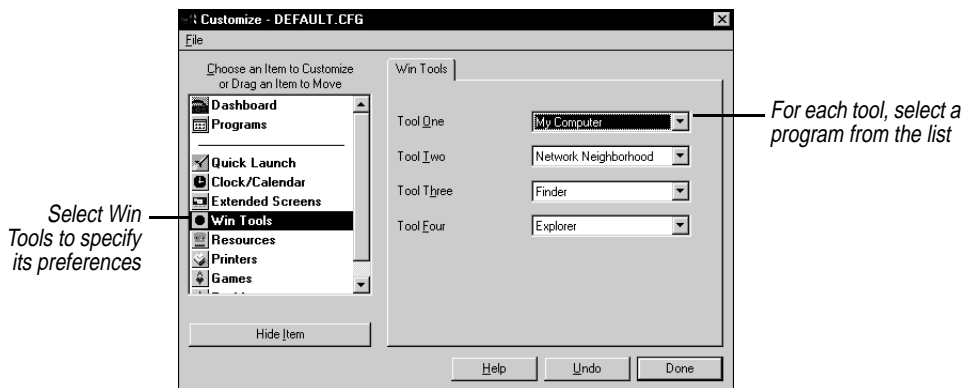 Customize - DEFAULT.CFG
File
Choose an Item to Customize
or Drag an Item to Move
Dashboard
Programs
Quick Launch
Clock/Calendar
Extended Screens
Win Tools
Resources
Printers
Games
Hide Item
Win Tools
Tool One
My Computer
Tool Two
Network Neighborhood
Tool Three
Finder
Tool Four
Explorer
Help
Undo
Done
Select Win
Tools to specify
its preferences
For each tool, select a
program from the list